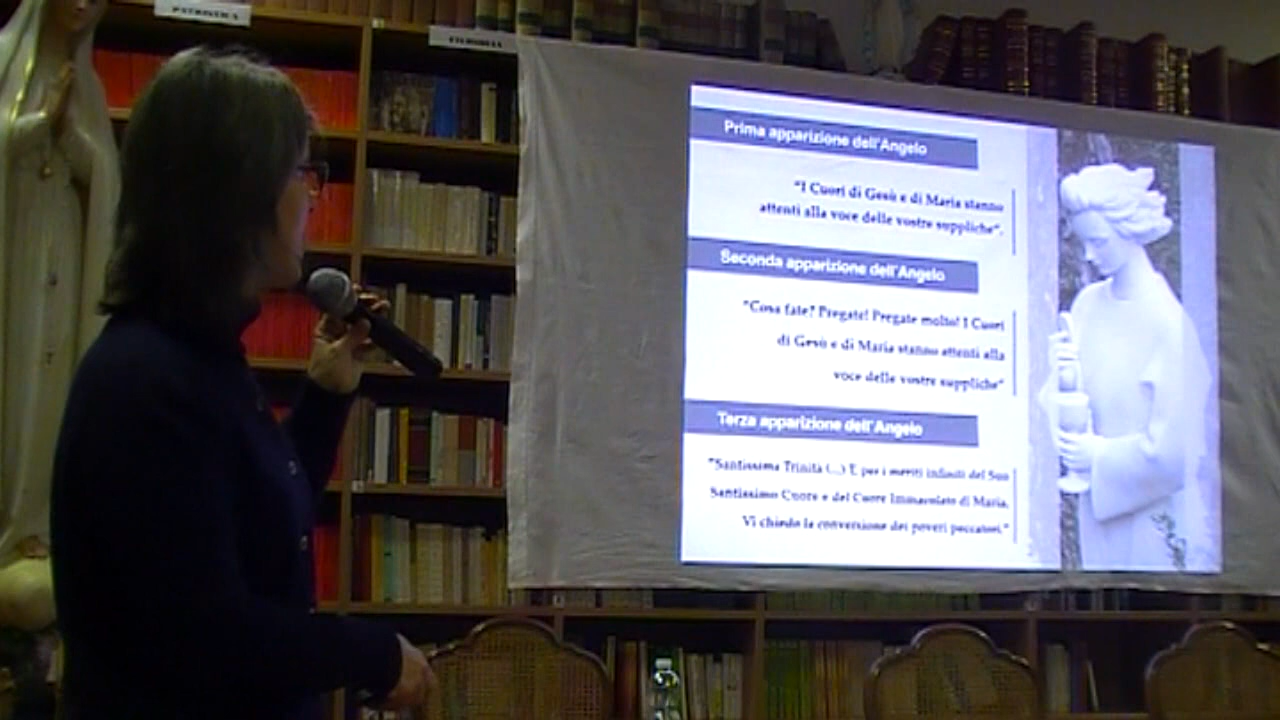 PATRISTICA
FILOSOFIA
Prima apparizione dell'Angelo
"I Cuori di Gesù e di Maria stanno
attenti alla voce delle vostre suppliche".
Seconda apparizione dell'Angelo
"Cosa fate? Pregate! Pregate molto! I Cuori
di Gesù e di Maria stanno attenti alla
voce delle vostre suppliche"
Terza apparizione dell'Angelo
"Santissima Trinità (...) E per i meriti infiniti del Suo
Santissimo Cuore e del Cuore Immacolato di Maria,
Vi chiedo la conversione dei poveri peccatori."